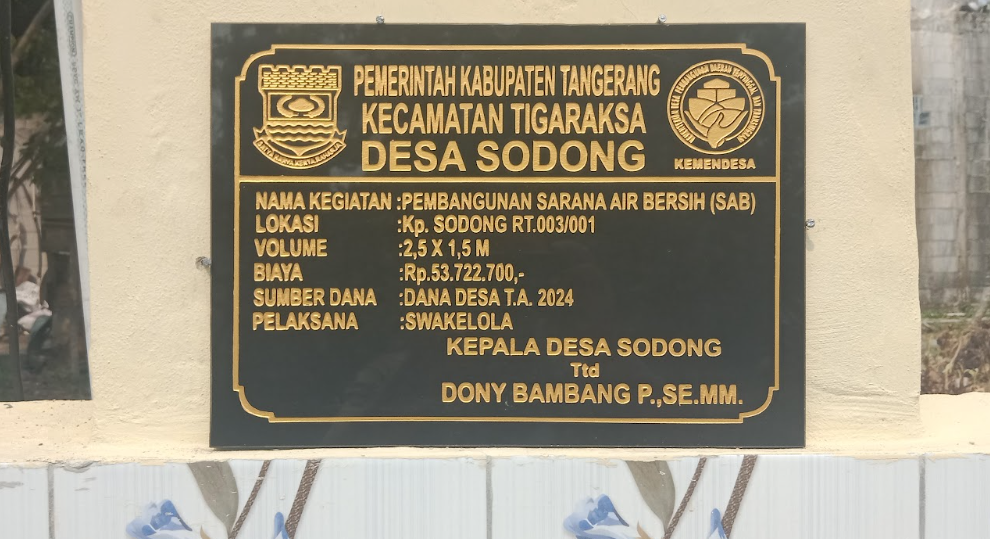 PEMERINTAH KABUPATEN TANGERANG
KECAMATAN TIGARAKSA
DESA SODONG
KEMENDESA
NAMA KEGIATAN :PEMBANGUNAN SARANA AIR BERSIH (SAB)
LOKASI :Kp. SODONG RT.003/001
VOLUME :2,5 X 1,5 M
BIAYA :Rp.53.722.700,-
SUMBER DANA :DANA DESA T.A. 2024
PELAKSANA :SWAKELOLA
KEPALA DESA SODONG
Ttd
DONY BAMBANG P.,SE.MM.